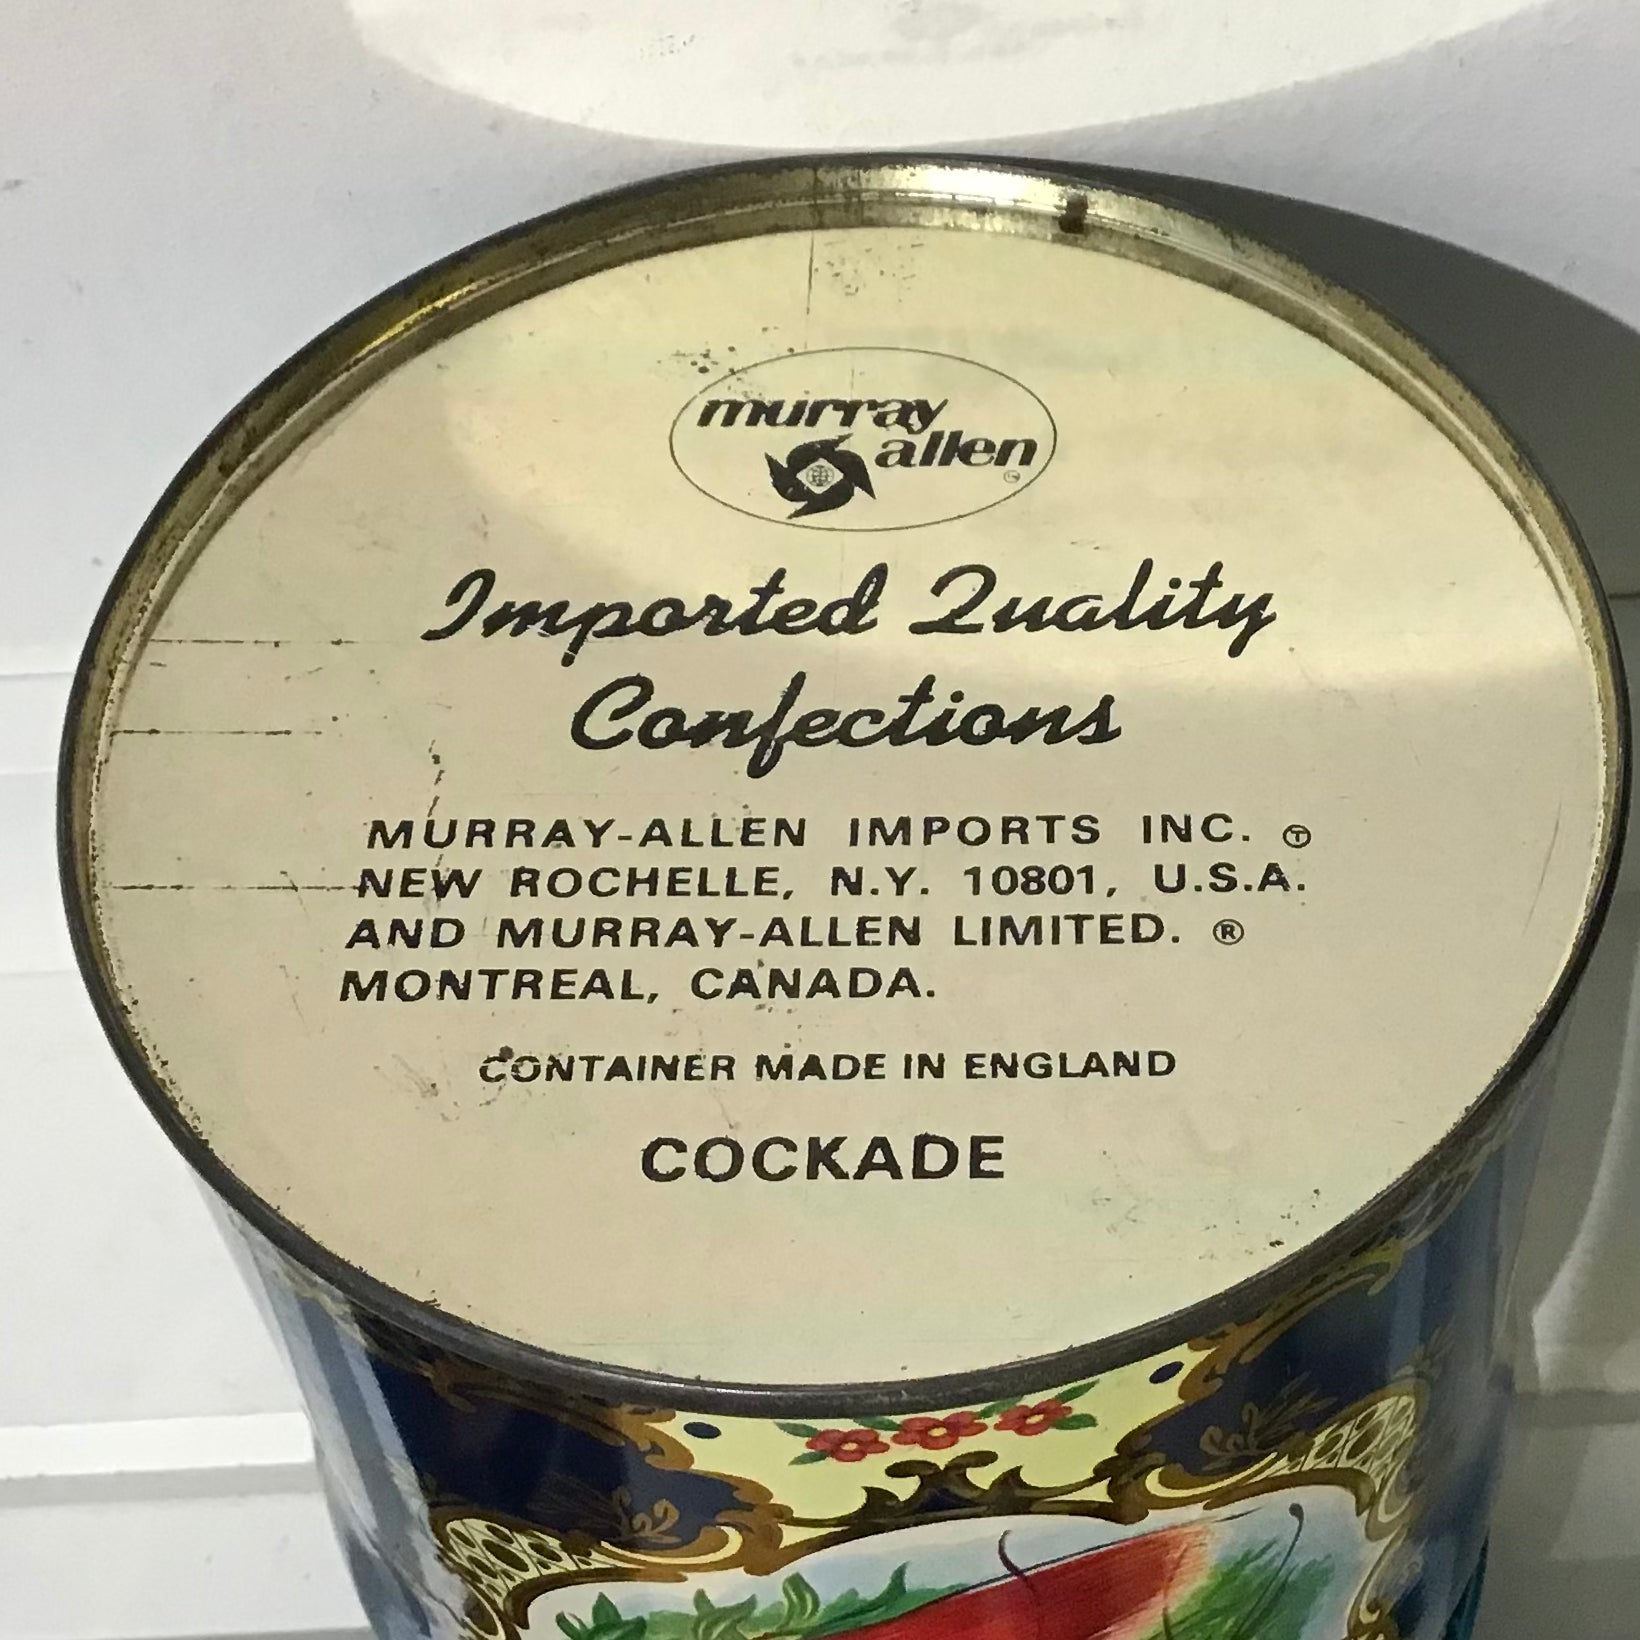 murray
allen
Imported Quality
Confections
MURRAY-ALLEN IMPORTS INC. Ⓣ
NEW ROCHELLE, N.Y. 10801, U.S.A.
AND MURRAY-ALLEN LIMITED. ®
MONTREAL, CANADA.
CONTAINER MADE IN ENGLAND
COCKADE